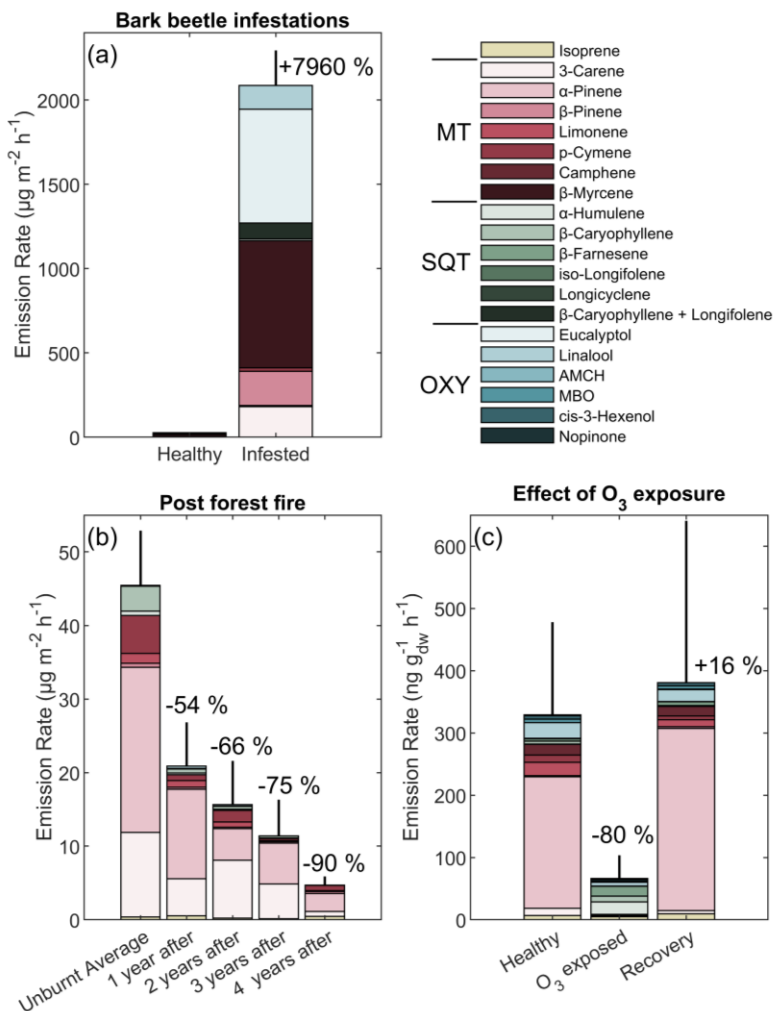 Bark beetle infestations
(a)
+7960 %
Emission Rate (µg m⁻² h⁻¹)
2000
1500
1000
500
0
Healthy
Infested
Isoprene
3-Carene
α-Pinene
β-Pinene
Limonene
p-Cymene
Camphene
β-Myrcene
α-Humulene
β-Caryophyllene
β-Farnesene
iso-Longifolene
Longicyclene
β-Caryophyllene + Longifolene
Eucalyptol
Linalool
AMCH
MBO
cis-3-Hexenol
Nopinone
MT
SQT
OXY
Post forest fire
(b)
Emission Rate (µg m⁻² h⁻¹)
50
40
30
20
10
0
-54 %
-66 %
-75 %
-90 %
Unburnt Average
1 year after
2 years after
3 years after
4 years after
Effect of O₃ exposure
(c)
Emission Rate (ng g⁻¹dw h⁻¹)
600
500
400
300
200
100
0
-80 %
+16 %
Healthy
O₃ exposed
Recovery